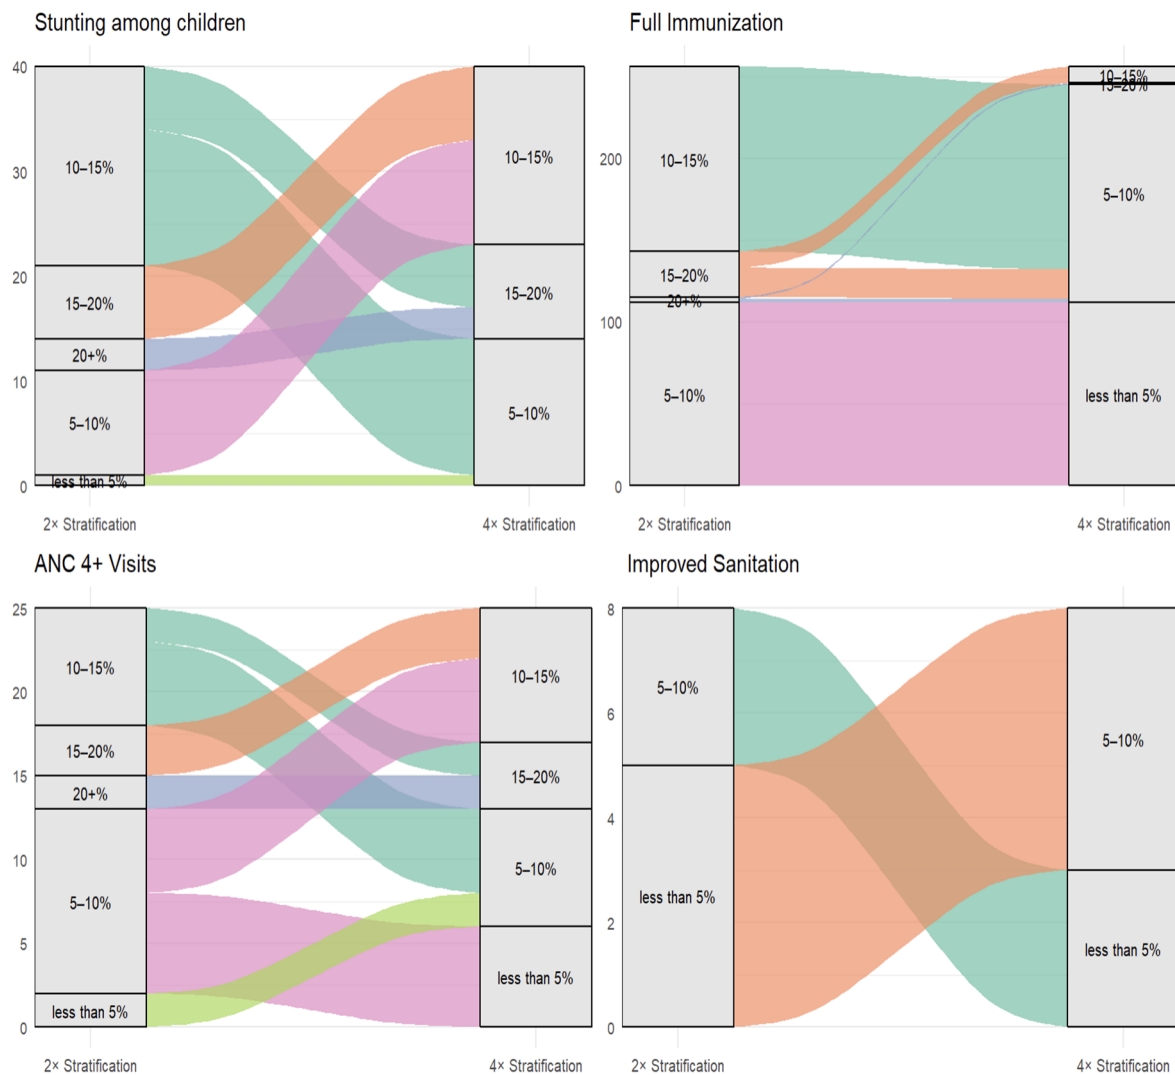 Stunting among children
40
30
20
10
0
10–15%
15–20%
20+%
5–10%
less than 5%
10–15%
15–20%
5–10%
2× Stratification
4× Stratification
Full Immunization
200
100
0
10–15%
15–20%
20+%
5–10%
10–15%
15–20%
5–10%
less than 5%
2× Stratification
4× Stratification
ANC 4+ Visits
25
20
15
10
5
0
10–15%
15–20%
20+%
5–10%
less than 5%
10–15%
15–20%
5–10%
less than 5%
2× Stratification
4× Stratification
Improved Sanitation
8
6
4
2
0
5–10%
less than 5%
5–10%
less than 5%
2× Stratification
4× Stratification